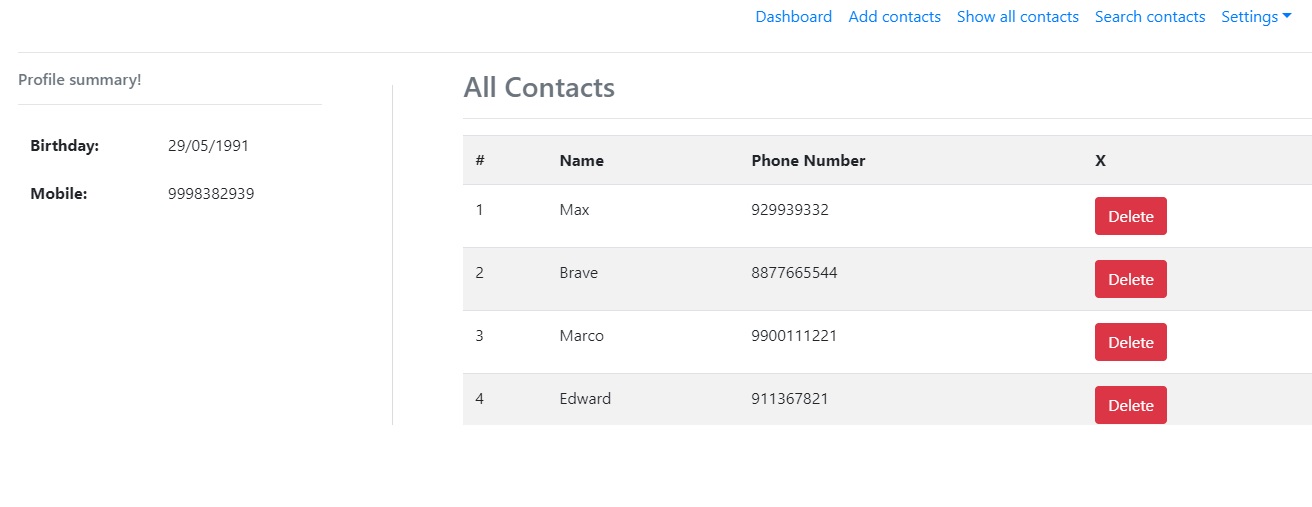 Dashboard Add contacts Show all contacts Search contacts Settings
Profile summary!
Birthday: 29/05/1991
Mobile: 9998382939
All Contacts
# Name Phone Number X
1 Max 929939332 Delete
2 Brave 8877665544 Delete
3 Marco 9900111221 Delete
4 Edward 911367821 Delete